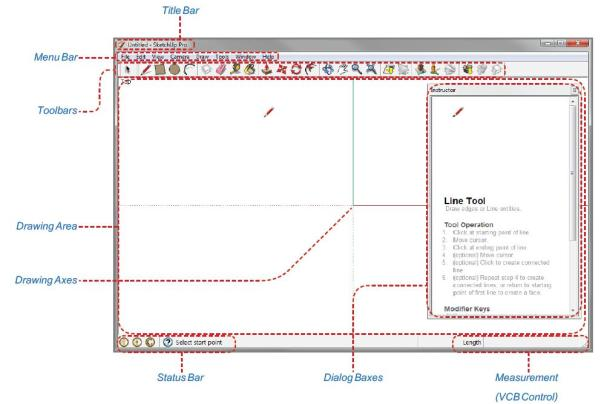 Title Bar
Untitled - SketchUp Pro
Menu Bar
File Edit View Camera Draw Tools Window Help
Toolbars
Top
Instructor
Line Tool
Draw edges or Line entities.
Tool Operation
1. Click at starting point of line
2. Move cursor.
3. Click at ending point of line
4. (optional) Move cursor
5. (optional) Click to create connected
line
6. (optional) Repeat step 4 to create
connected lines, or return to starting
point of first line to create a face.
Modifier Keys
Drawing Area
Drawing Axes
Select start point
Length
Status Bar
Dialog Baxes
Measurement
(VCB Control)